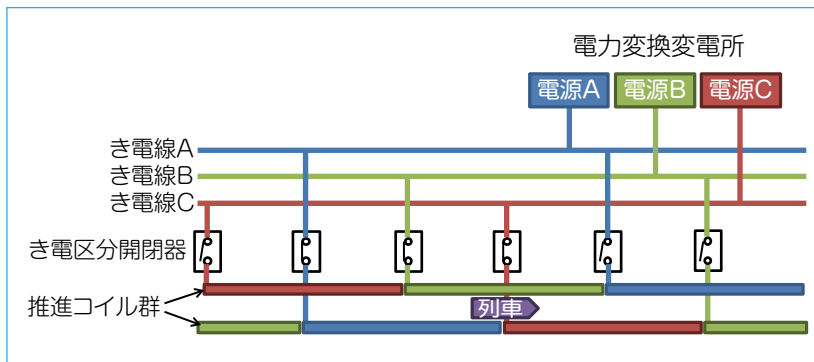 電力変換変電所
電源A 電源B 電源C
き電線A
き電線B
き電線C
き電区分開閉器
推進コイル群
列車